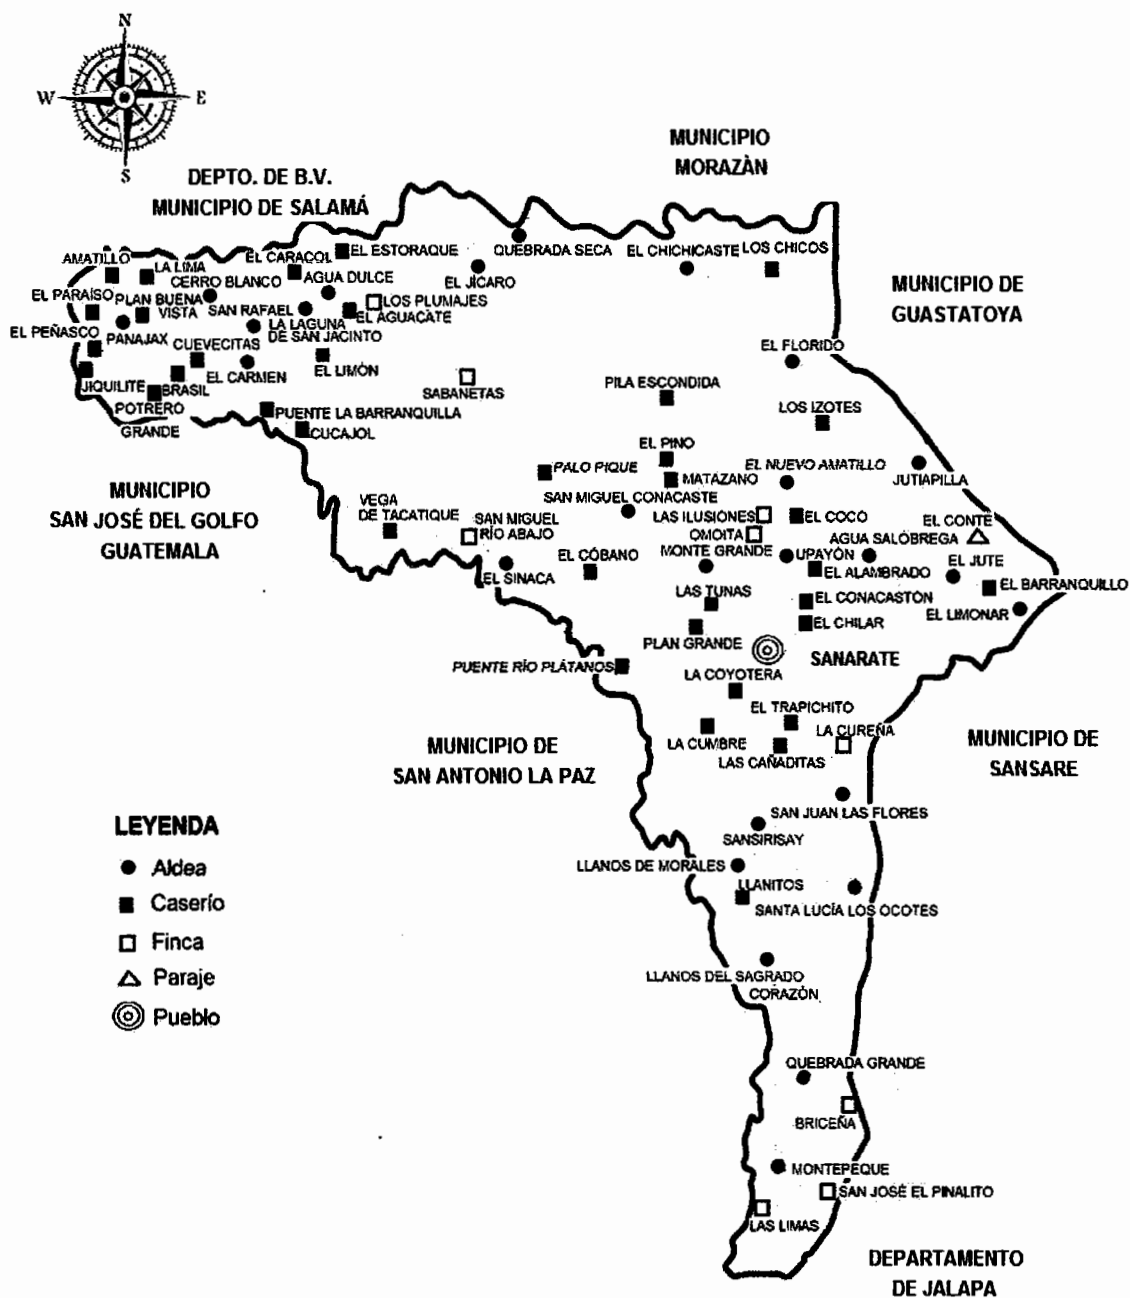 N
W
E
S
MUNICIPIO
MORAZÀN
DEPTO. DE B.V.
MUNICIPIO DE SALAMÁ
EL ESTORAQUE
QUEBRADA SECA
EL CHICHICASTE
LOS CHICOS
AMATILLO
LA LIMA
EL CARACOL
CERRO BLANCO
AGUA DULCE
EL JÍCARO
MUNICIPIO DE
GUASTATOYA
EL PARAÍSO
PLAN BUENA
VISTA
SAN RAFAEL
LOS PLUMAJES
EL AGUACATE
EL PEÑASCO
PANAJAX
LA LAGUNA
DE SAN JACINTO
CUEVECITAS
EL FLORIDO
JIQUILITE
BRASIL
EL CARMEN
EL LIMÓN
SABANETAS
PILA ESCONDIDA
POTRERO
GRANDE
PUENTE LA BARRANQUILLA
CUCAJOL
LOS IZOTES
EL PINO
PALO PIQUE
MATAZANO
EL NUEVO AMATILLO
JUTIAPILLA
MUNICIPIO
SAN JOSÉ DEL GOLFO
GUATEMALA
VEGA
DE TACATIQUE
SAN MIGUEL
RÍO ABAJO
SAN MIGUEL CONACASTE
LAS ILUSIONES
EL COCO
EL CONTE
OMOITA
AGUA SALÓBREGA
EL CÓBANO
MONTE GRANDE
UPAYÓN
EL JUTE
EL SINACA
EL ALAMBRADO
EL BARRANQUILLO
LAS TUNAS
EL CONACASTÓN
EL LIMONAR
EL CHILAR
PLAN GRANDE
PUENTE RÍO PLÁTANOS
SANARATE
LA COYOTERA
EL TRAPICHITO
LA CUREÑA
LA CUMBRE
LAS CAÑADITAS
MUNICIPIO DE
SAN ANTONIO LA PAZ
MUNICIPIO DE
SANSARE
SAN JUAN LAS FLORES
SANSIRISAY
LLANOS DE MORALES
LLANITOS
SANTA LUCÍA LOS OCOTES
LEYENDA
Aldea
Caserío
Finca
Paraje
Pueblo
LLANOS DEL SAGRADO
CORAZÓN
QUEBRADA GRANDE
BRICEÑA
MONTEPEQUE
SAN JOSÉ EL PINALITO
LAS LIMAS
DEPARTAMENTO
DE JALAPA